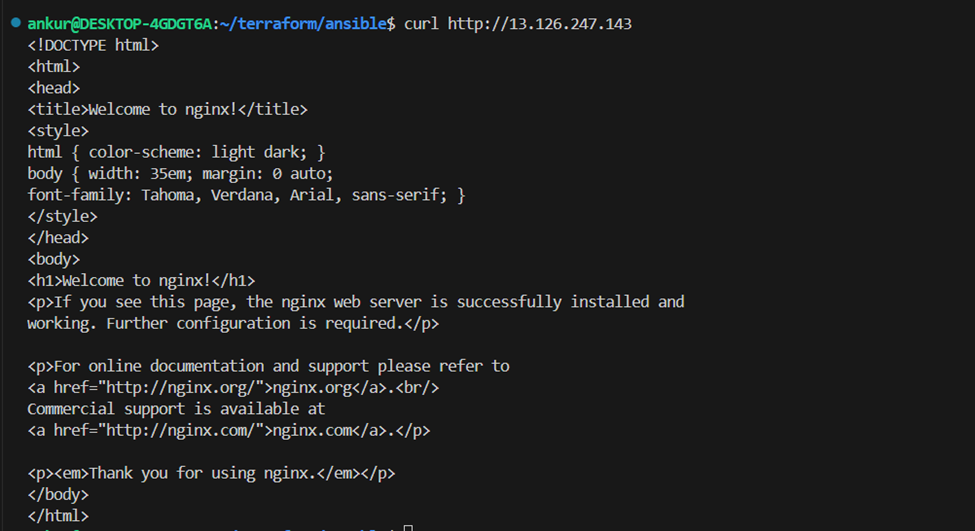 ankur@DESKTOP-4GDGT6A:~/terraform/ansible$ curl http://13.126.247.143
<!DOCTYPE html>
<html>
<head>
<title>Welcome to nginx!</title>
<style>
html { color-scheme: light dark; }
body { width: 35em; margin: 0 auto;
font-family: Tahoma, Verdana, Arial, sans-serif; }
</style>
</head>
<body>
<h1>Welcome to nginx!</h1>
<p>If you see this page, the nginx web server is successfully installed and
working. Further configuration is required.</p>

<p>For online documentation and support please refer to
<a href="http://nginx.org/">nginx.org</a>.<br/>
Commercial support is available at
<a href="http://nginx.com/">nginx.com</a>.</p>

<p><em>Thank you for using nginx.</em></p>
</body>
</html>